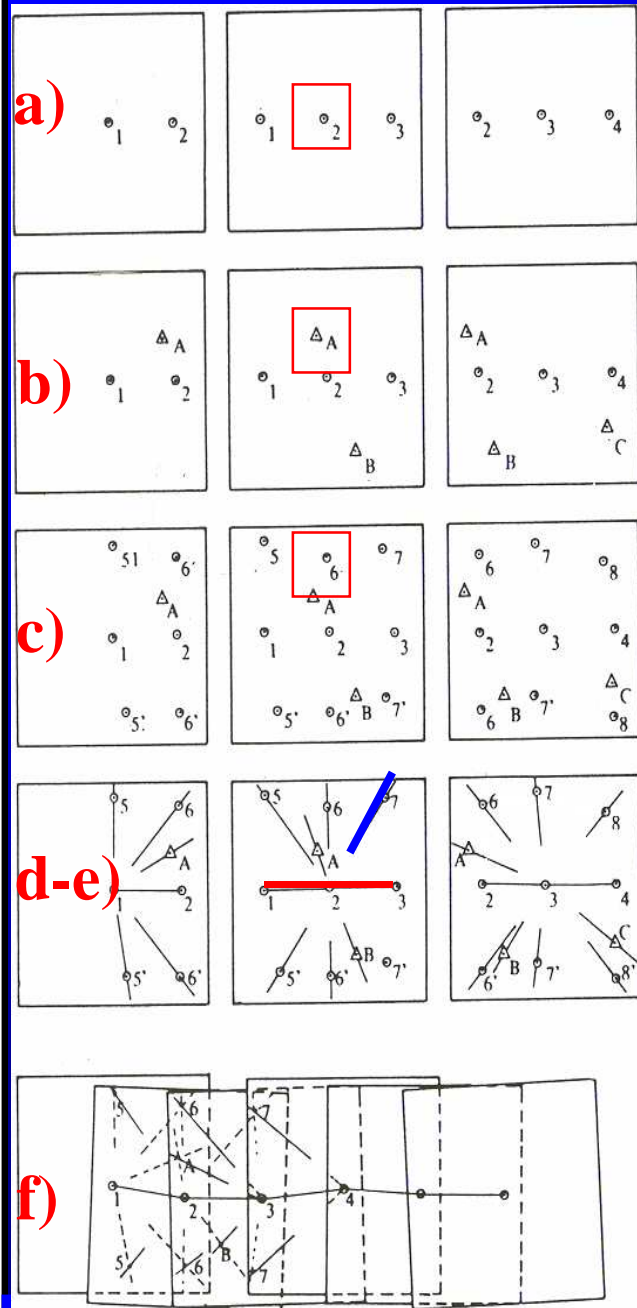 a) 1 2 1 2 3 2 3 4
A A A
b) 1 2 1 2 3 2 3 4
B B C
51 6' 5 6 7 6 7 8
A A A
c) 1 2 1 2 3 2 3 4
5' 6' 5' 6' B 7' 6 B 7' C 8
5 6 5 6 7 6 7 8
A A A
d-e) 1 2 1 2 3 2 3 4
5' 6' 5' 6' B 7' 6' B 7' C 8'
5 6 7
A
f) 1 2 3 4
B
5 6 7